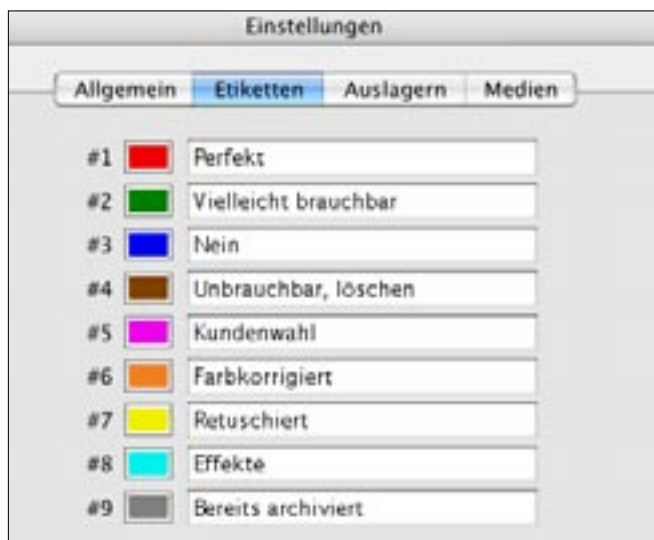 Einstellungen
Allgemein Etiketten Auslagern Medien
#1 Perfekt
#2 Vielleicht brauchbar
#3 Nein
#4 Unbrauchbar, löschen
#5 Kundenwahl
#6 Farbkorrigiert
#7 Retuschiert
#8 Effekte
#9 Bereits archiviert